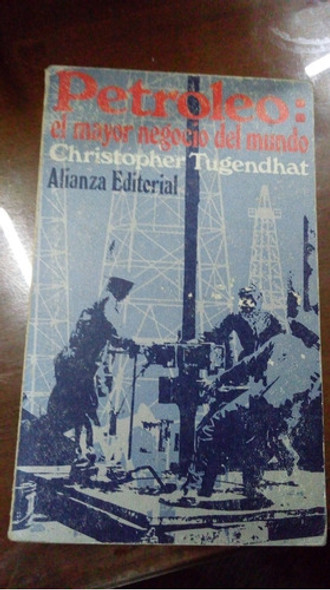 Petroleo:
el mayor negocio del mundo
Christopher Tugendhat
Alianza Editorial